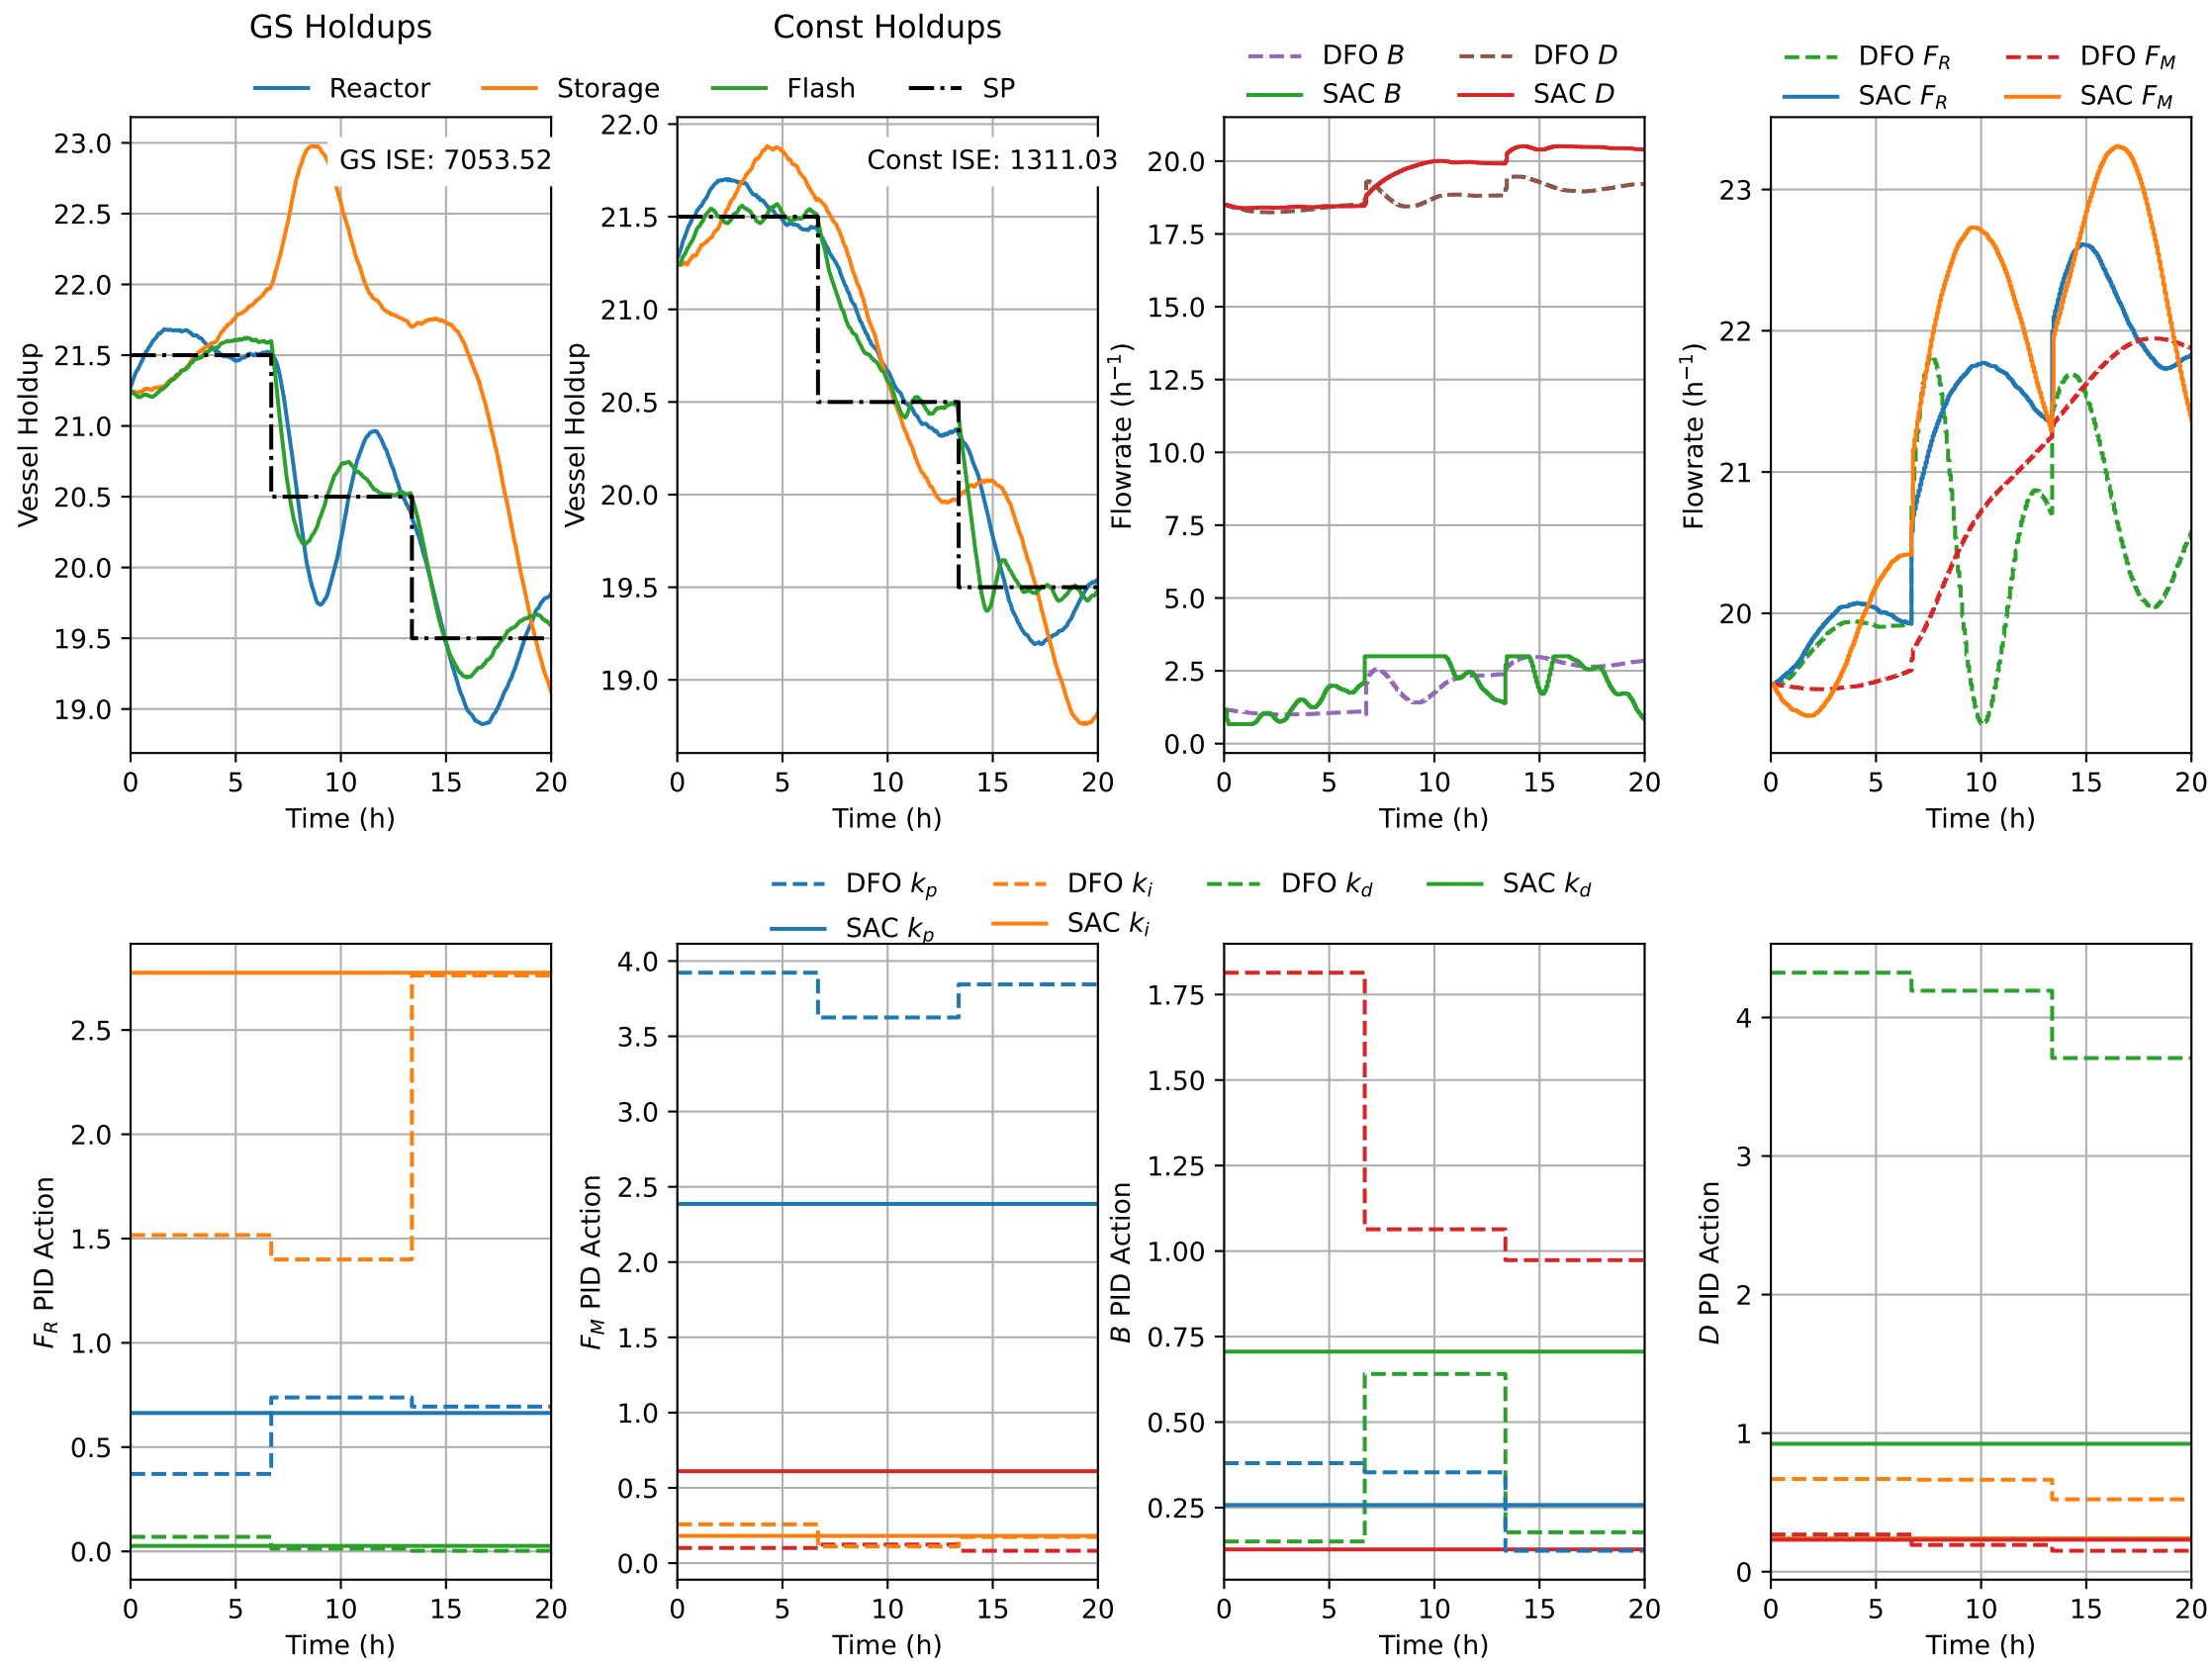 GS Holdups
Const Holdups
Reactor Storage Flash SP
DFO B DFO D
SAC B SAC D
DFO F_R DFO F_M
SAC F_R SAC F_M
23.0
22.5
22.0
21.5
21.0
20.5
20.0
19.5
19.0
Vessel Holdup
GS ISE: 7053.52
0 5 10 15 20
Time (h)
22.0
21.5
21.0
20.5
20.0
19.5
19.0
Vessel Holdup
Const ISE: 1311.03
0 5 10 15 20
Time (h)
20.0
17.5
15.0
12.5
10.0
7.5
5.0
2.5
0.0
Flowrate (h⁻¹)
0 5 10 15 20
Time (h)
23
22
21
20
Flowrate (h⁻¹)
0 5 10 15 20
Time (h)
DFO k_p DFO k_i DFO k_d SAC k_d
SAC k_p SAC k_i
2.5
2.0
1.5
1.0
0.5
0.0
F_R PID Action
0 5 10 15 20
Time (h)
4.0
3.5
3.0
2.5
2.0
1.5
1.0
0.5
0.0
F_M PID Action
0 5 10 15 20
Time (h)
1.75
1.50
1.25
1.00
0.75
0.50
0.25
B PID Action
0 5 10 15 20
Time (h)
4
3
2
1
0
D PID Action
0 5 10 15 20
Time (h)